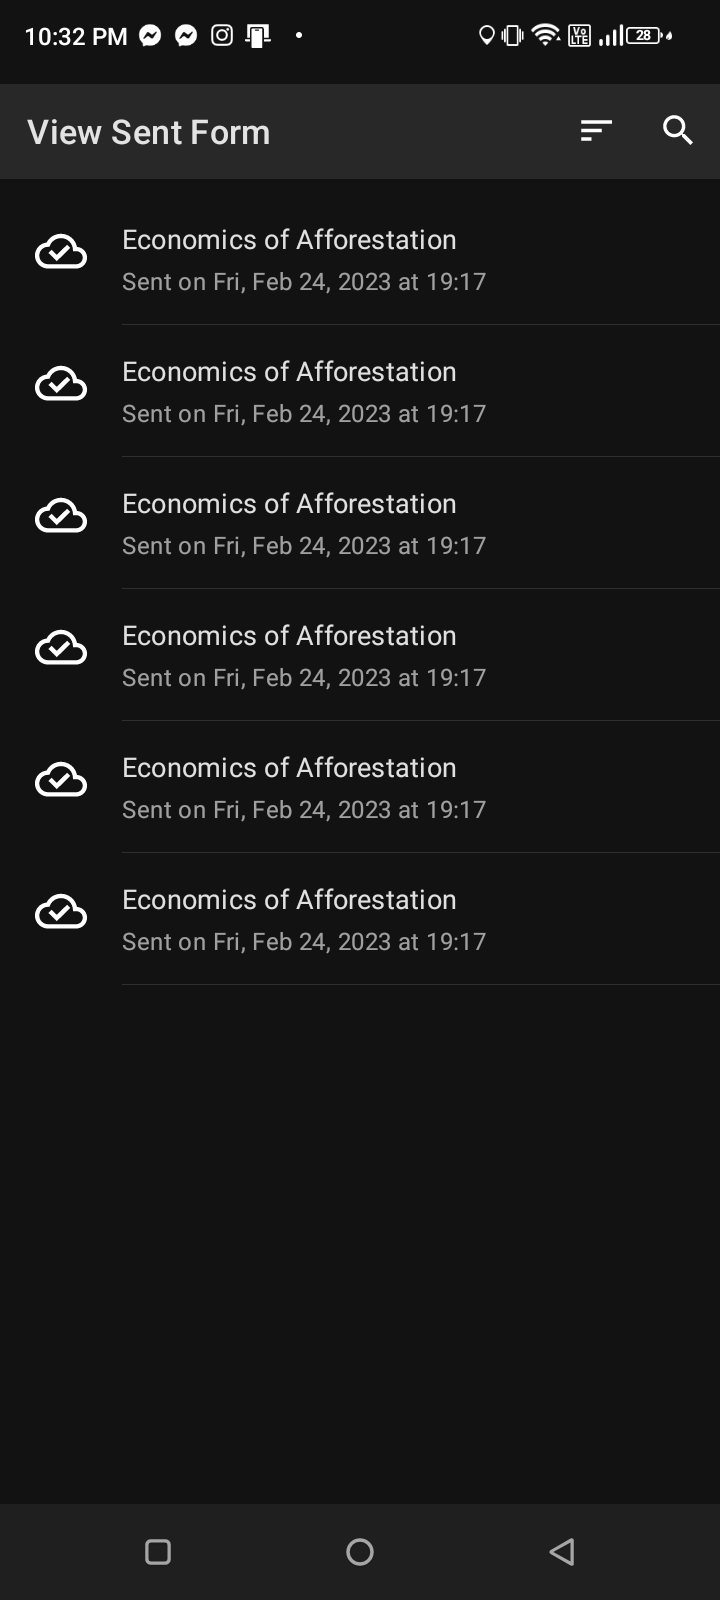 10:32 PM
Vo
LTE
28
View Sent Form
Economics of Afforestation
Sent on Fri, Feb 24, 2023 at 19:17
Economics of Afforestation
Sent on Fri, Feb 24, 2023 at 19:17
Economics of Afforestation
Sent on Fri, Feb 24, 2023 at 19:17
Economics of Afforestation
Sent on Fri, Feb 24, 2023 at 19:17
Economics of Afforestation
Sent on Fri, Feb 24, 2023 at 19:17
Economics of Afforestation
Sent on Fri, Feb 24, 2023 at 19:17